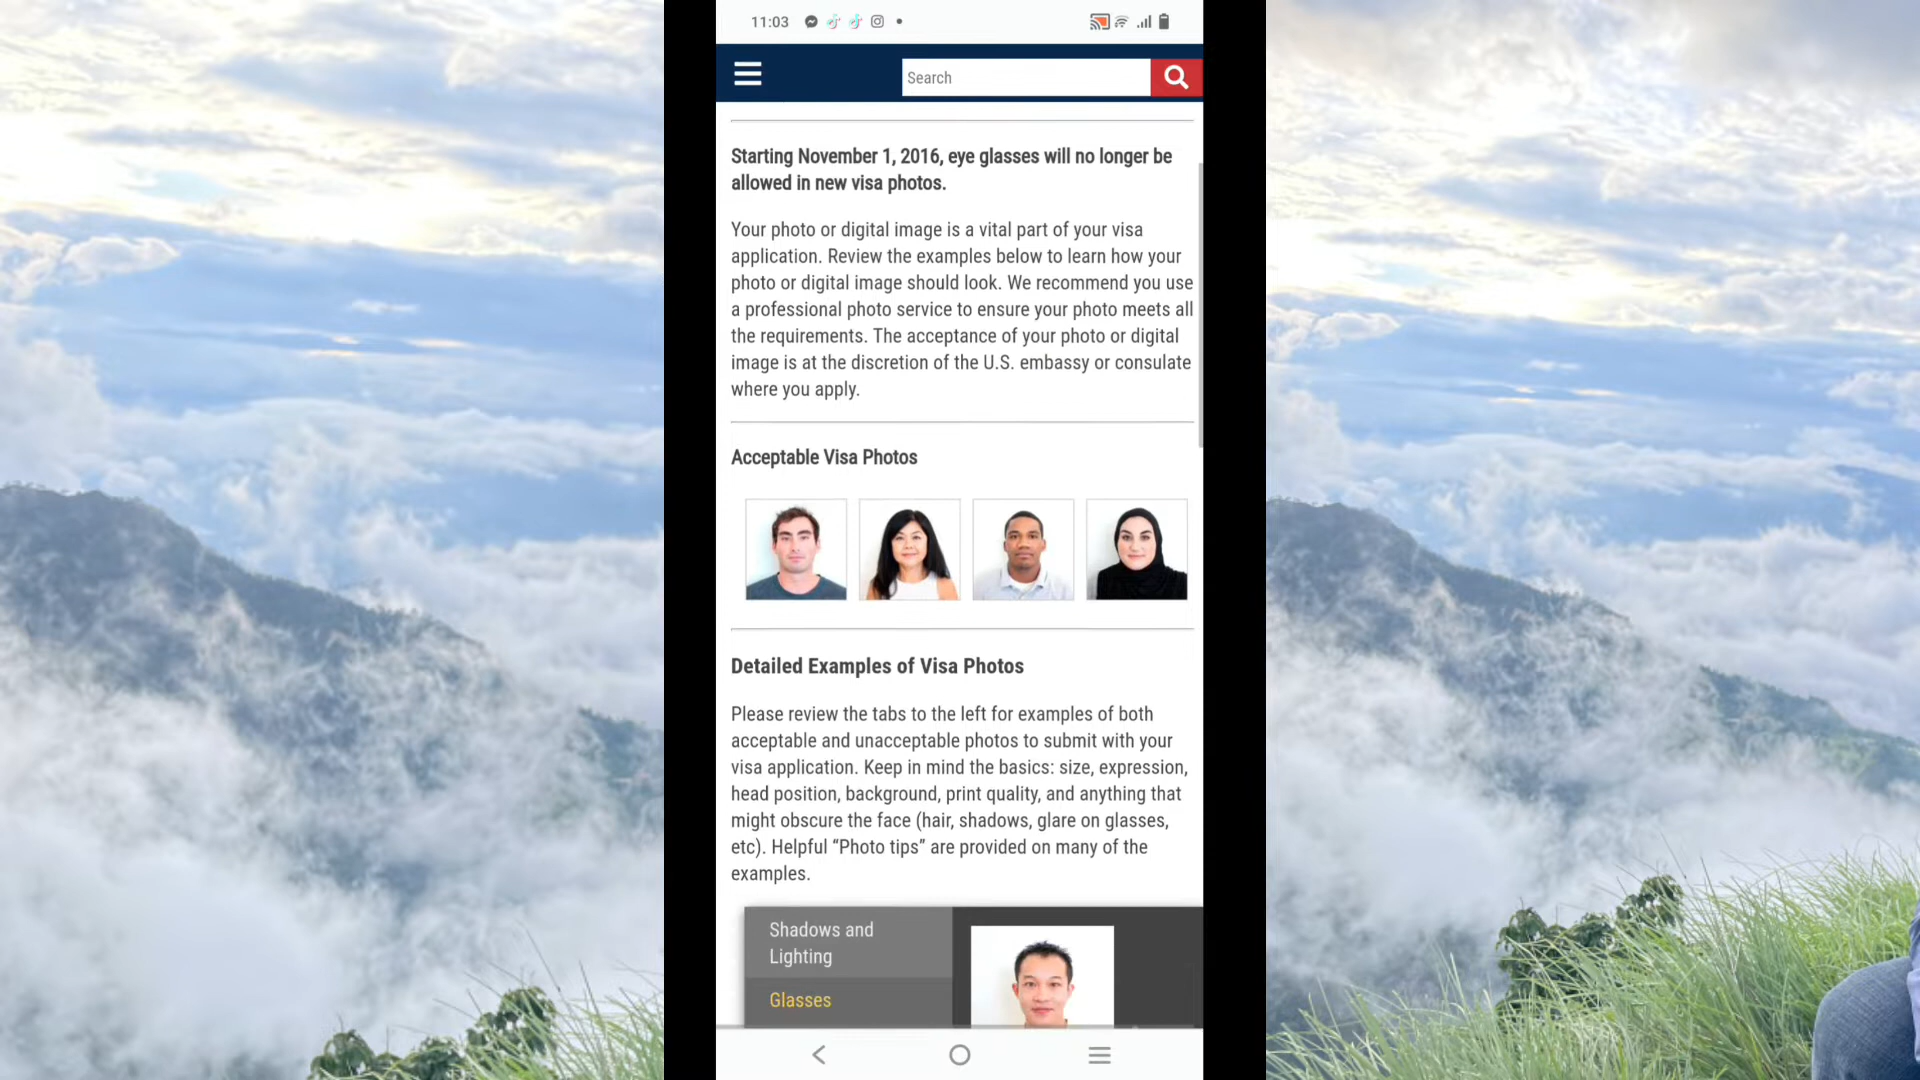 11:03
Search
Starting November 1, 2016, eye glasses will no longer be
allowed in new visa photos.
Your photo or digital image is a vital part of your visa
application. Review the examples below to learn how your
photo or digital image should look. We recommend you use
a professional photo service to ensure your photo meets all
the requirements. The acceptance of your photo or digital
image is at the discretion of the U.S. embassy or consulate
where you apply.
Acceptable Visa Photos
Detailed Examples of Visa Photos
Please review the tabs to the left for examples of both
acceptable and unacceptable photos to submit with your
visa application. Keep in mind the basics: size, expression,
head position, background, print quality, and anything that
might obscure the face (hair, shadows, glare on glasses,
etc). Helpful “Photo tips” are provided on many of the
examples.
Shadows and
Lighting
Glasses